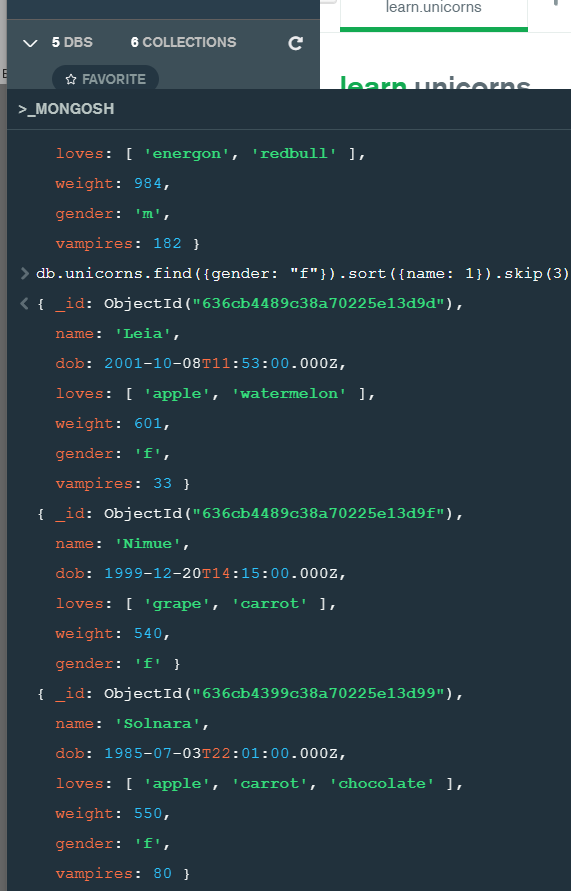 learn.unicorns
5 DBS 6 COLLECTIONS
FAVORITE
learn.unicorns
>_MONGOSH
loves: [ 'energon', 'redbull' ],
weight: 984,
gender: 'm',
vampires: 182 }
db.unicorns.find({gender: "f"}).sort({name: 1}).skip(3)
{ _id: ObjectId("636cb4489c38a70225e13d9d"),
name: 'Leia',
dob: 2001-10-08T11:53:00.000Z,
loves: [ 'apple', 'watermelon' ],
weight: 601,
gender: 'f',
vampires: 33 }
{ _id: ObjectId("636cb4489c38a70225e13d9f"),
name: 'Nimue',
dob: 1999-12-20T14:15:00.000Z,
loves: [ 'grape', 'carrot' ],
weight: 540,
gender: 'f' }
{ _id: ObjectId("636cb4399c38a70225e13d99"),
name: 'Solnara',
dob: 1985-07-03T22:01:00.000Z,
loves: [ 'apple', 'carrot', 'chocolate' ],
weight: 550,
gender: 'f',
vampires: 80 }